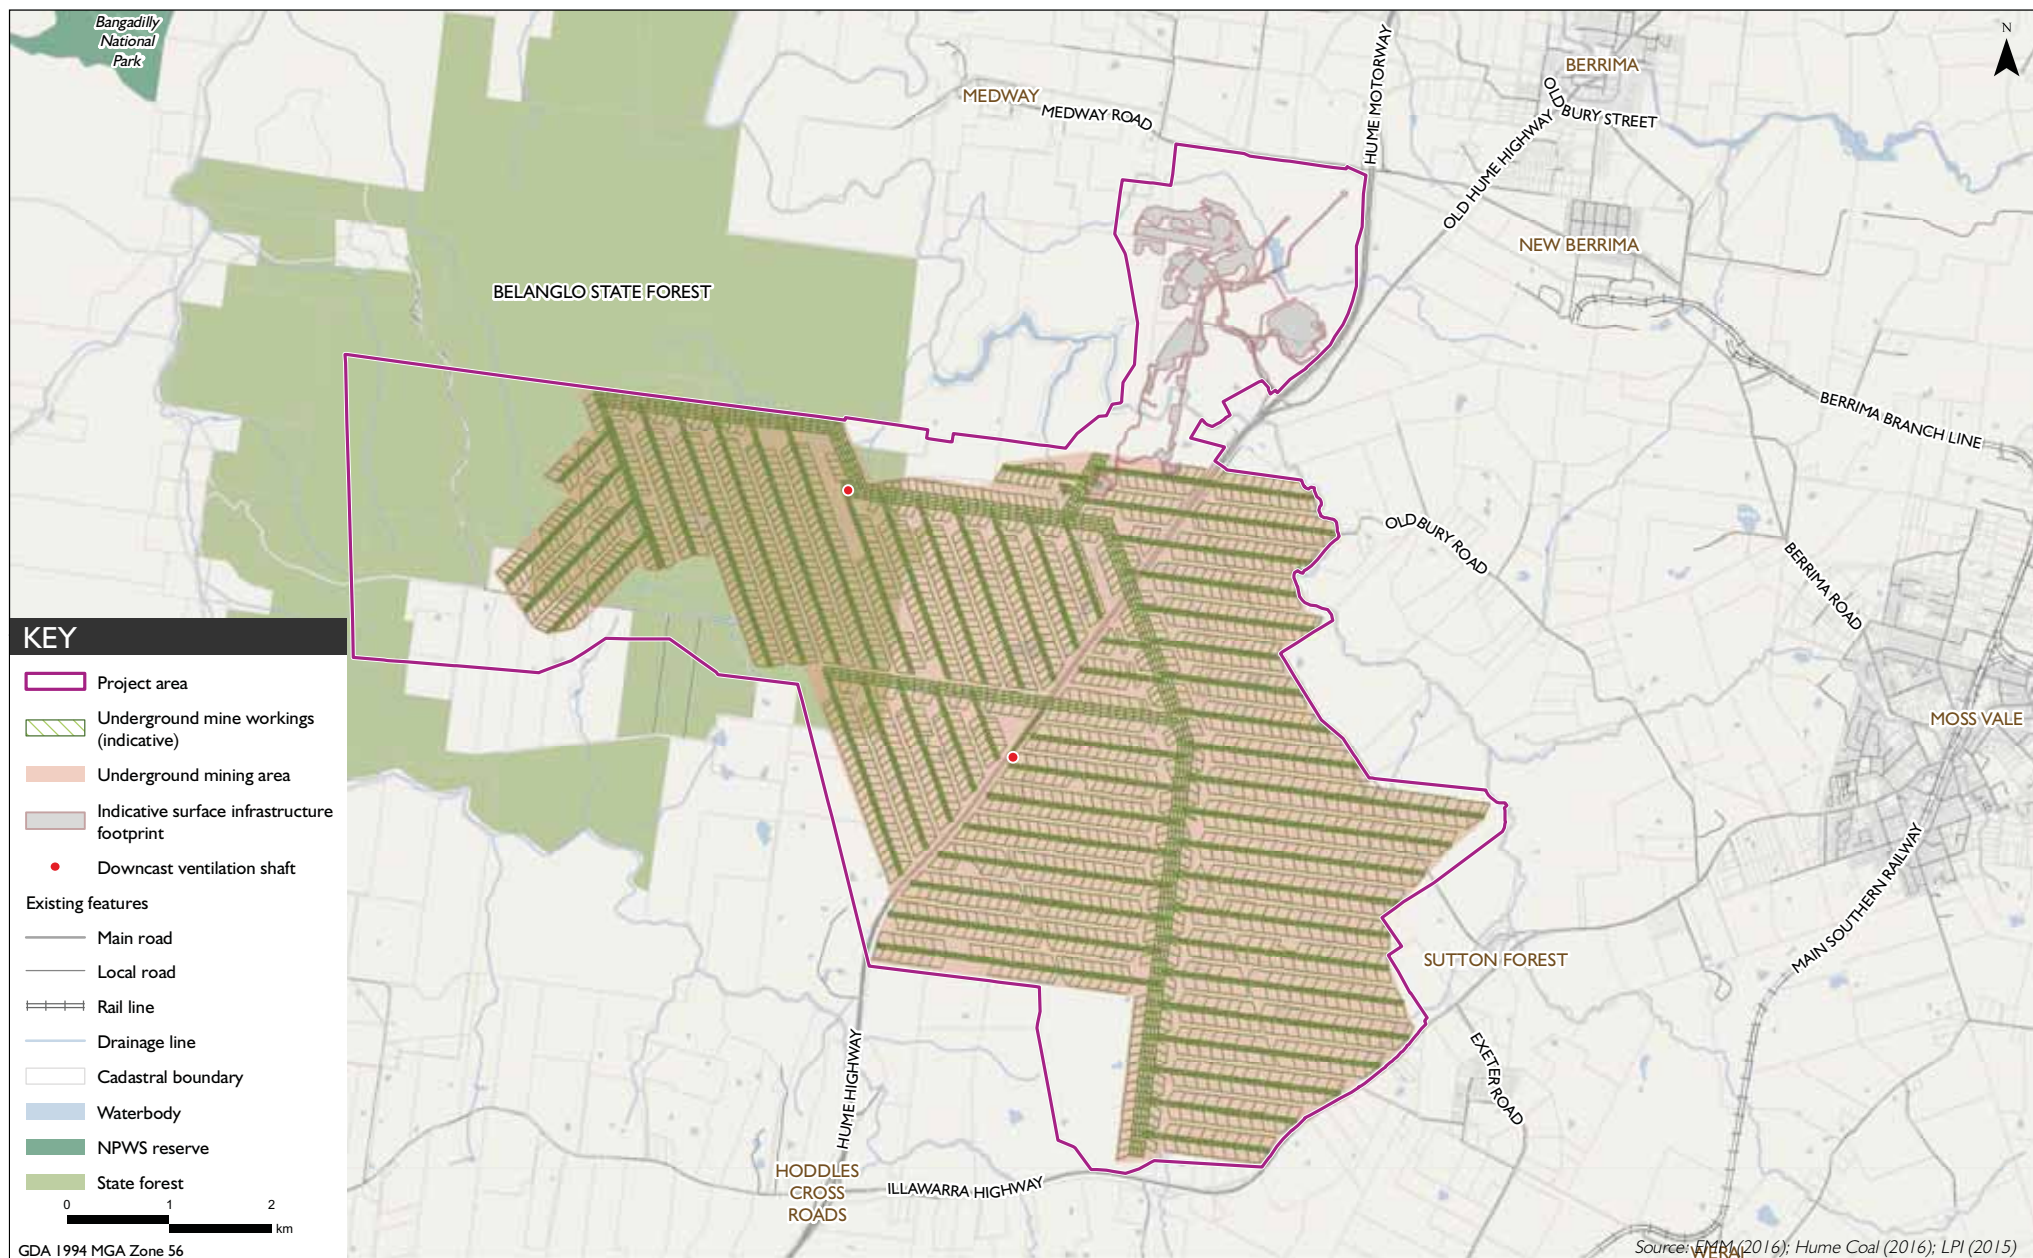 Bangadilly
National
Park
N
BERRIMA
MEDWAY
MEDWAY ROAD
HUME MOTORWAY
OLDBURY STREET
OLD HUME HIGHWAY
NEW BERRIMA
BELANGLO STATE FOREST
BERRIMA BRANCH LINE
OLDBURY ROAD
BERRIMA ROAD
MOSS VALE
MAIN SOUTHERN RAILWAY
SUTTON FOREST
EXETER ROAD
HUME HIGHWAY
HODDLES
CROSS
ROADS
ILLAWARRA HIGHWAY
WERAI
KEY
Project area
Underground mine workings
(indicative)
Underground mining area
Indicative surface infrastructure
footprint
Downcast ventilation shaft
Existing features
Main road
Local road
Rail line
Drainage line
Cadastral boundary
Waterbody
NPWS reserve
State forest
0 1 2
km
GDA 1994 MGA Zone 56
Source: EMM (2016); Hume Coal (2016); LPI (2015)